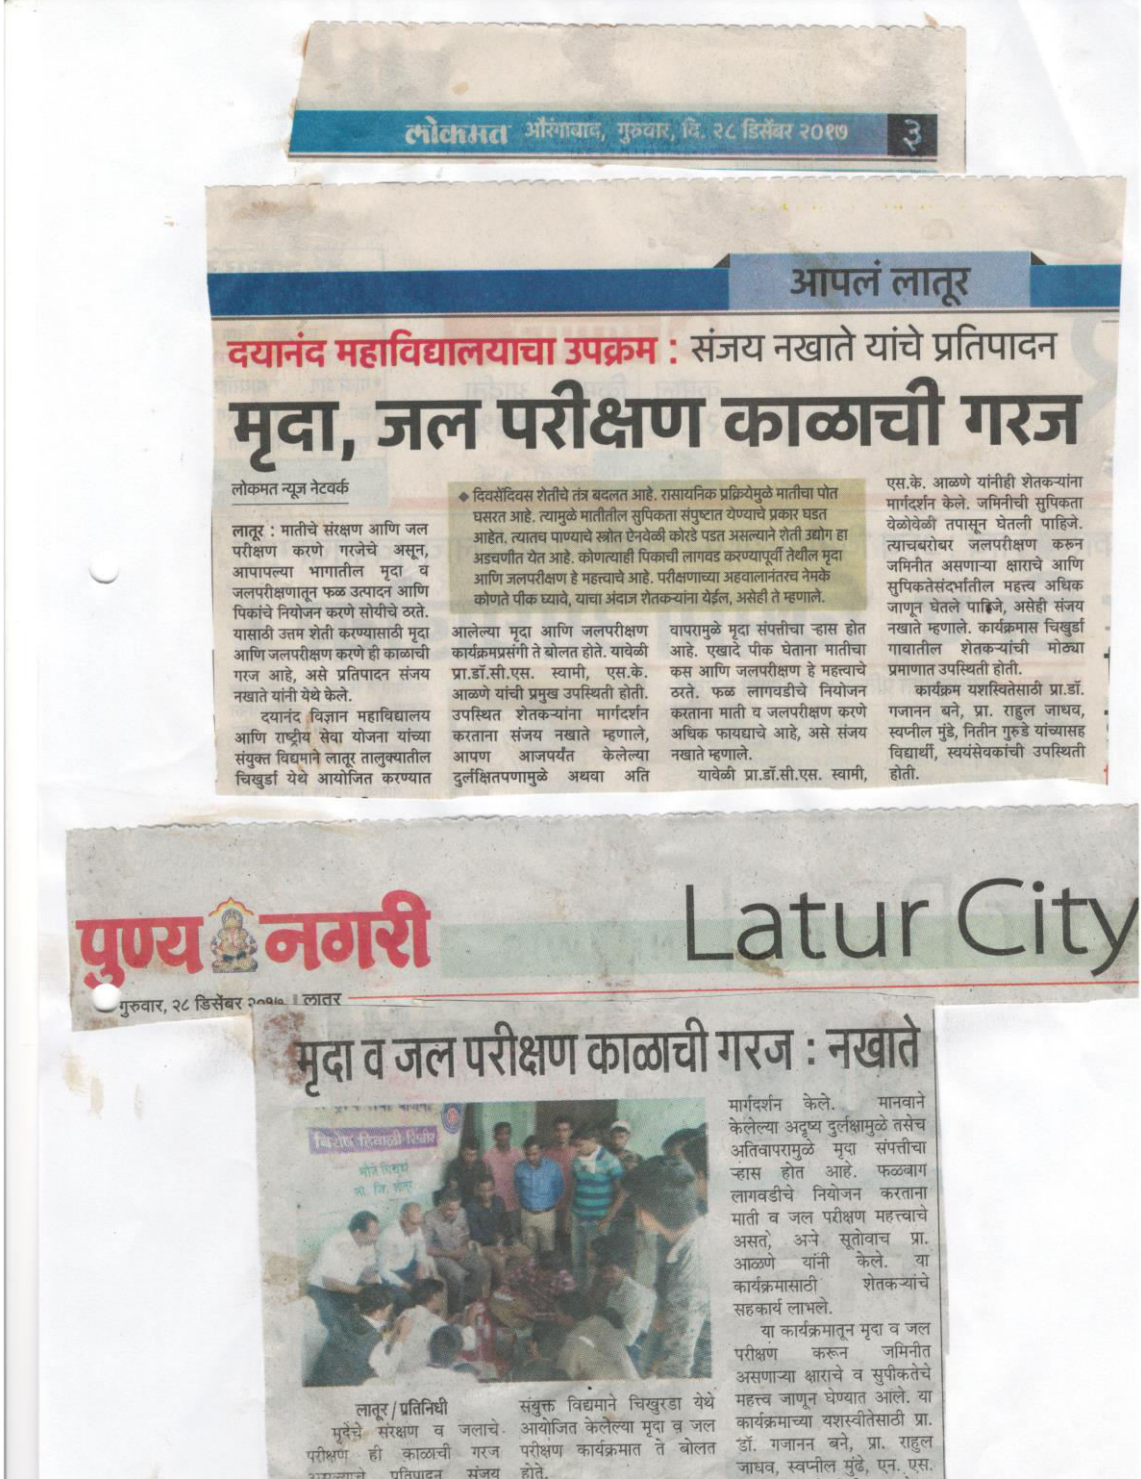 लोकमत औरंगाबाद, गुरुवार, दि. २८ डिसेंबर २०१७ ३
आपलं लातूर
दयानंद महाविद्यालयाचा उपक्रम : संजय नखाते यांचे प्रतिपादन
मृदा, जल परीक्षण काळाची गरज
लोकमत न्यूज नेटवर्क
लातूर : मातीचे संरक्षण आणि जल
परीक्षण करणे गरजेचे असून,
आपापल्या भागातील मृदा व
जलपरीक्षणातून फळ उत्पादन आणि
पिकांचे नियोजन करणे सोयीचे ठरते.
यासाठी उत्तम शेती करण्यासाठी मृदा
आणि जलपरीक्षण करणे ही काळाची
गरज आहे, असे प्रतिपादन संजय
नखाते यांनी येथे केले.
दयानंद विज्ञान महाविद्यालय
आणि राष्ट्रीय सेवा योजना यांच्या
संयुक्त विद्यमाने लातूर तालुक्यातील
चिखुर्डा येथे आयोजित करण्यात
◆ दिवसेंदिवस शेतीचे तंत्र बदलत आहे. रासायनिक प्रक्रियेमुळे मातीचा पोत
घसरत आहे. त्यामुळे मातीतील सुपिकता संपुष्टात येण्याचे प्रकार घडत
आहेत. त्यातच पाण्याचे स्त्रोत ऐनवेळी कोरडे पडत असल्याने शेती उद्योग हा
अडचणीत येत आहे. कोणत्याही पिकाची लागवड करण्यापूर्वी तेथील मृदा
आणि जलपरीक्षण हे महत्त्वाचे आहे. परीक्षणाच्या अहवालानंतरच नेमके
कोणते पीक घ्यावे, याचा अंदाज शेतकऱ्यांना येईल, असेही ते म्हणाले.
आलेल्या मृदा आणि जलपरीक्षण
कार्यक्रमप्रसंगी ते बोलत होते. यावेळी
प्रा.डॉ.सी.एस. स्वामी, एस.के.
आळणे यांची प्रमुख उपस्थिती होती.
उपस्थित शेतकऱ्यांना मार्गदर्शन
करताना संजय नखाते म्हणाले,
आपण आजपर्यंत केलेल्या
दुर्लक्षितपणामुळे अथवा अति
वापरामुळे मृदा संपत्तीचा ऱ्हास होत
आहे. एखादे पीक घेताना मातीचा
कस आणि जलपरीक्षण हे महत्त्वाचे
ठरते. फळ लागवडीचे नियोजन
करताना माती व जलपरीक्षण करणे
अधिक फायद्याचे आहे, असे संजय
नखाते म्हणाले.
यावेळी प्रा.डॉ.सी.एस. स्वामी,
एस.के. आळणे यांनीही शेतकऱ्यांना
मार्गदर्शन केले. जमिनीची सुपिकता
वेळोवेळी तपासून घेतली पाहिजे.
त्याचबरोबर जलपरीक्षण करून
जमिनीत असणाऱ्या क्षाराचे आणि
सुपिकतेसंदर्भातील महत्त्व अधिक
जाणून घेतले पाहिजे, असेही संजय
नखाते म्हणाले. कार्यक्रमास चिखुर्डा
गावातील शेतकऱ्यांची मोठ्या
प्रमाणात उपस्थिती होती.
कार्यक्रम यशस्वितेसाठी प्रा.डॉ.
गजानन बने, प्रा. राहुल जाधव,
स्वप्नील मुंडे, नितीन गुरुडे यांच्यासह
विद्यार्थी, स्वयंसेवकांची उपस्थिती
होती.
पुण्य नगरी Latur City
गुरुवार, २८ डिसेंबर २०१७ ॥ लातूर
मृदा व जल परीक्षण काळाची गरज : नखाते
विशेष हिवाळी शिबीर
लातूर / प्रतिनिधी
मृदेचे संरक्षण व जलाचे
परीक्षण ही काळाची गरज
असल्याचे प्रतिपादन संजय
संयुक्त विद्यमाने चिखुरडा येथे
आयोजित केलेल्या मृदा व जल
परीक्षण कार्यक्रमात ते बोलत
होते.
मार्गदर्शन केले. मानवाने
केलेल्या अदृष्य दुर्लक्षामुळे तसेच
अतिवापरामुळे मृदा संपत्तीचा
ऱ्हास होत आहे. फळबाग
लागवडीचे नियोजन करताना
माती व जल परीक्षण महत्त्वाचे
असते, असे सूतोवाच प्रा.
आळणे यांनी केले. या
कार्यक्रमासाठी शेतकऱ्यांचे
सहकार्य लाभले.
या कार्यक्रमातून मृदा व जल
परीक्षण करून जमिनीत
असणाऱ्या क्षाराचे व सुपीकतेचे
महत्त्व जाणून घेण्यात आले. या
कार्यक्रमाच्या यशस्वीतेसाठी प्रा.
डॉ. गजानन बने, प्रा. राहुल
जाधव, स्वप्नील मुंढे, एन. एस.